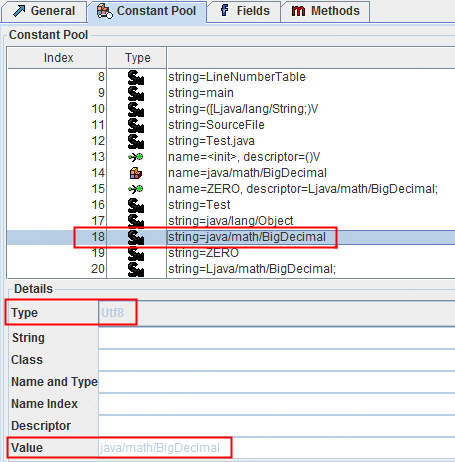 General Constant Pool Fields Methods
Constant Pool
Index Type
8 string=LineNumberTable
9 string=main
10 string=([Ljava/lang/String;)V
11 string=SourceFile
12 string=Test.java
13 name=<init>, descriptor=()V
14 name=java/math/BigDecimal
15 name=ZERO, descriptor=Ljava/math/BigDecimal;
16 string=Test
17 string=java/lang/Object
18 string=java/math/BigDecimal
19 string=ZERO
20 string=Ljava/math/BigDecimal;
Details
Type Utf8
String
Class
Name and Type
Name Index
Descriptor
Value java/math/BigDecimal